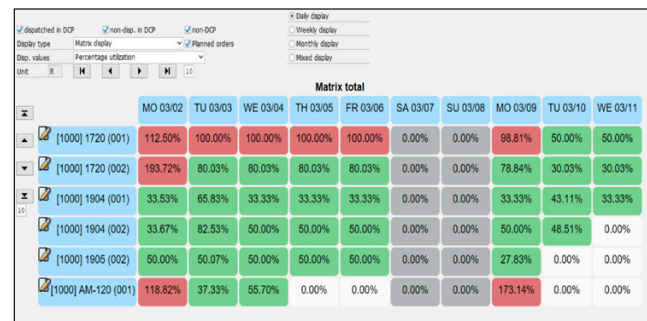 dispatched in DCP non-disp. in DCP non-DCP Daily display
Weekly display
Display type Matrix display Planned orders Monthly display
Disp. values Percentage utilization Mixed display
Unit H 10
Matrix total
MO 03/02 TU 03/03 WE 03/04 TH 03/05 FR 03/06 SA 03/07 SU 03/08 MO 03/09 TU 03/10 WE 03/11
[1000] 1720 (001) 112.50% 100.00% 100.00% 100.00% 100.00% 0.00% 0.00% 98.81% 50.00% 50.00%
[1000] 1720 (002) 193.72% 80.03% 80.03% 80.03% 80.03% 0.00% 0.00% 78.84% 30.03% 30.03%
[1000] 1904 (001) 33.53% 65.83% 33.33% 33.33% 33.33% 0.00% 0.00% 33.33% 43.11% 33.33%
10
[1000] 1904 (002) 33.67% 82.53% 50.00% 50.00% 50.00% 0.00% 0.00% 50.00% 48.51% 0.00%
[1000] 1905 (002) 50.00% 50.07% 50.00% 50.00% 50.00% 0.00% 0.00% 27.83% 0.00% 0.00%
[1000] AM-120 (001) 118.82% 37.33% 55.70% 0.00% 0.00% 0.00% 0.00% 173.14% 0.00% 0.00%